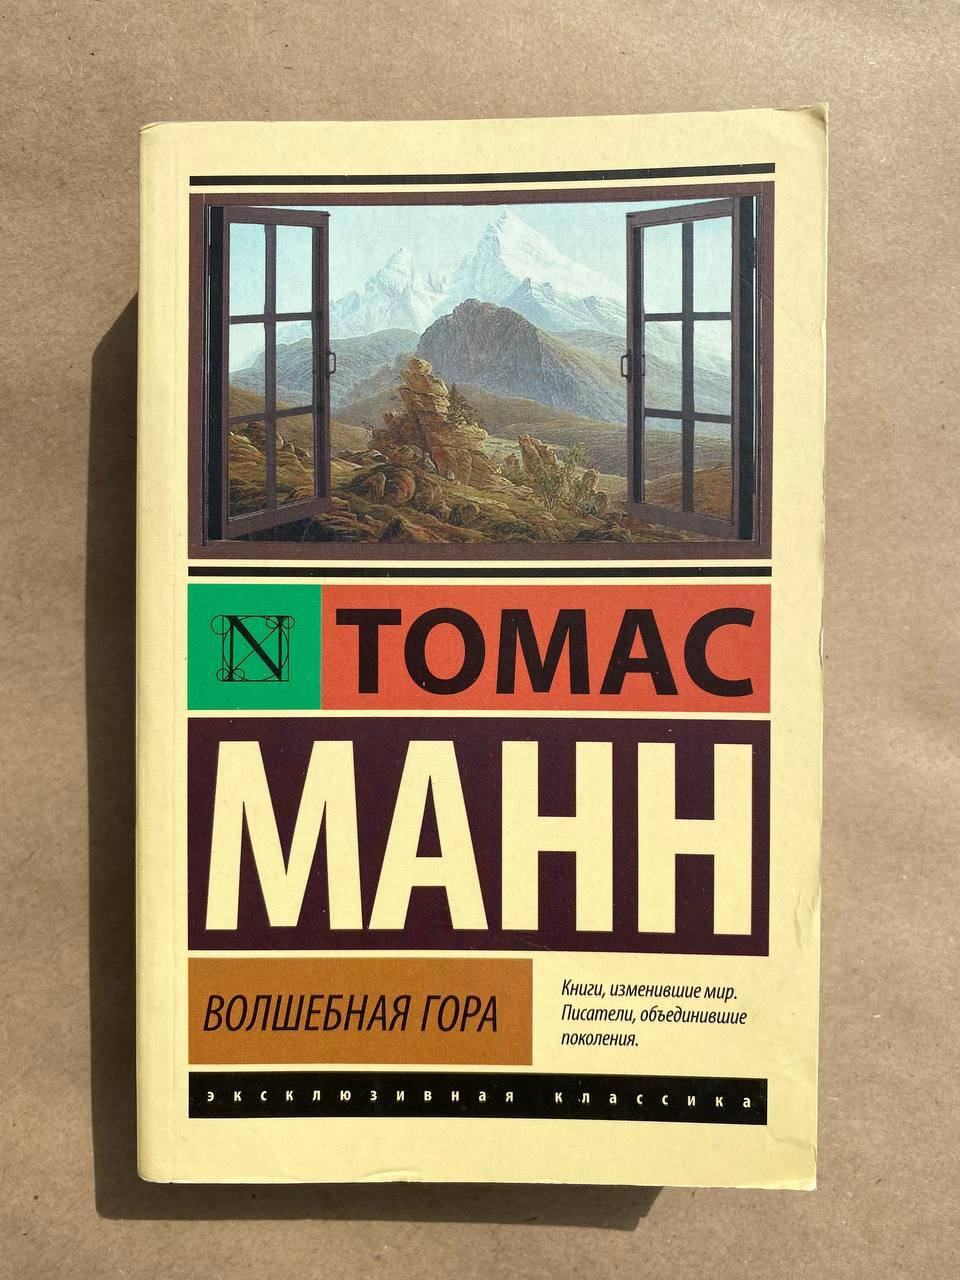 N ТОМАС
МАНН
ВОЛШЕБНАЯ ГОРА
Книги, изменившие мир.
Писатели, объединившие
поколения.
эксклюзивная классика